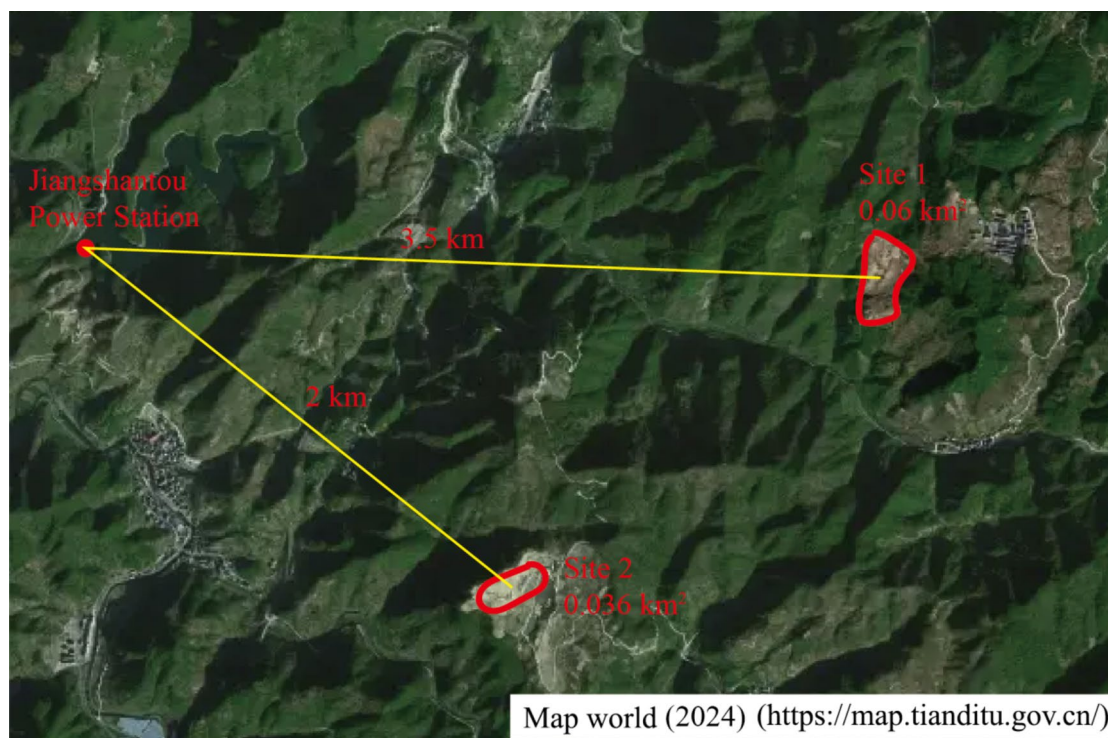 Jiangshantou
Power Station
Site 1
0.06 km²
3.5 km
2 km
Site 2
0.036 km²
Map world (2024) (https://map.tianditu.gov.cn/)